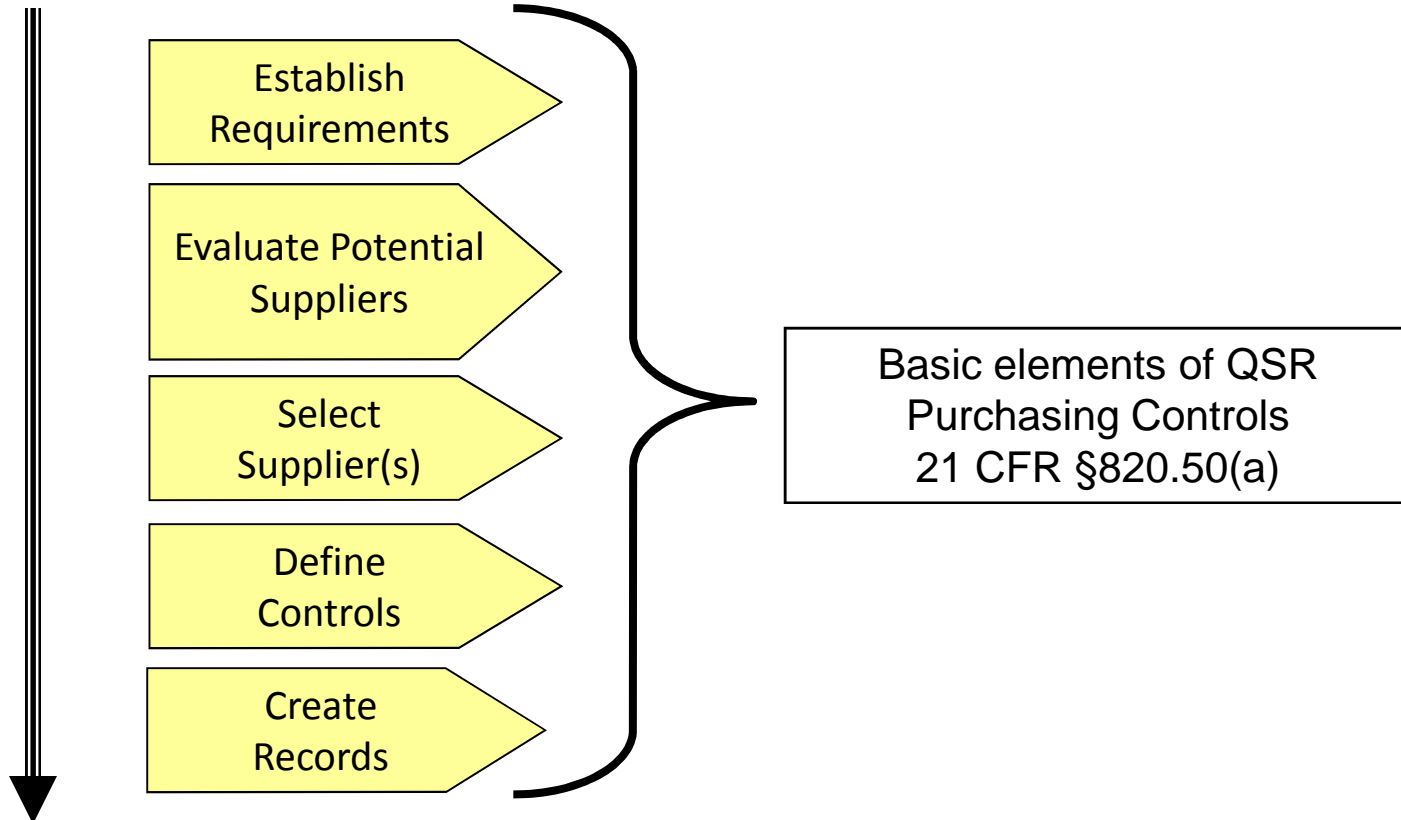 Establish
Requirements
Evaluate Potential
Suppliers
Select
Supplier(s)
Define
Controls
Create
Records
Basic elements of QSR
Purchasing Controls
21 CFR §820.50(a)